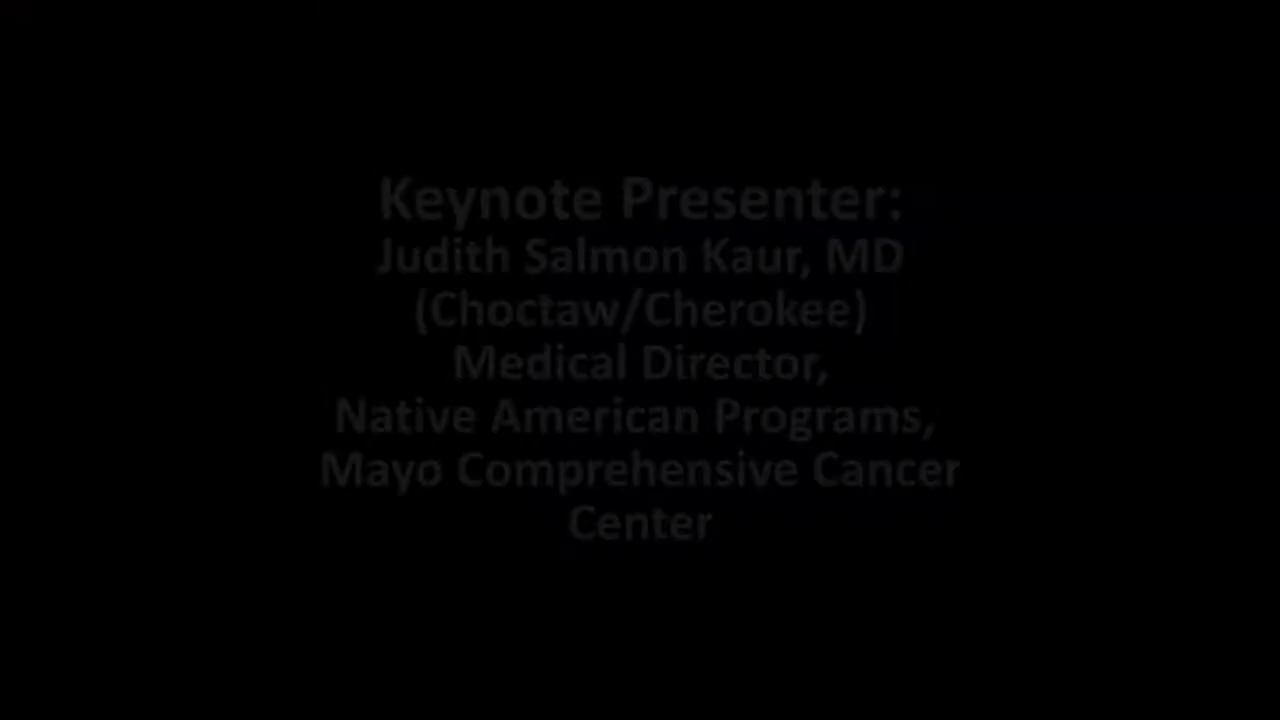 Keynote Presenter:
Judith Salmon Kaur, MD
(Choctaw/Cherokee)
Medical Director,
Native American Programs,
Mayo Comprehensive Cancer
Center